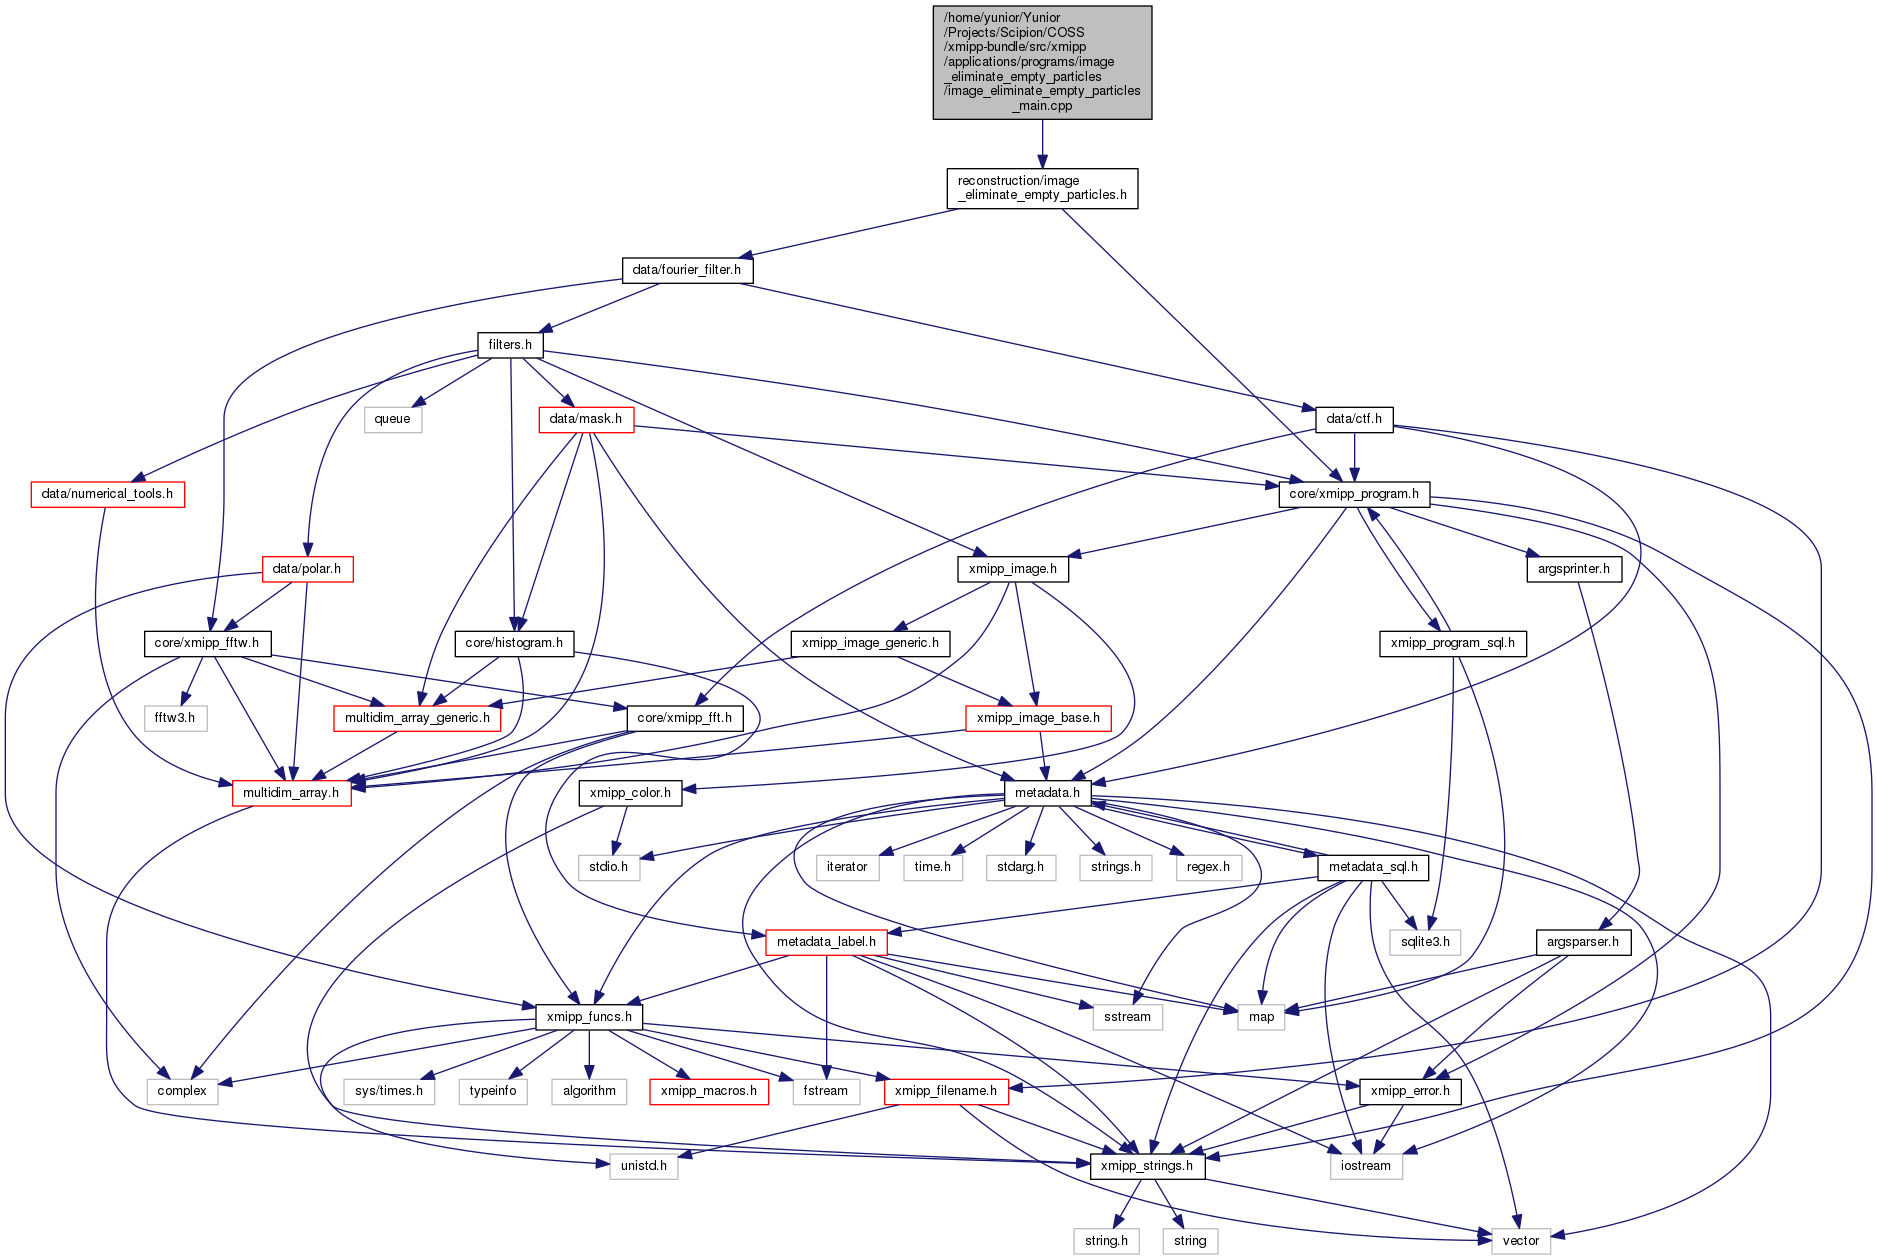 /home/yunior/Yunior
/Projects/Scipion/COSS
/xmipp-bundle/src/xmipp
/applications/programs/image
_eliminate_empty_particles
/image_eliminate_empty_particles
_main.cpp
reconstruction/image
_eliminate_empty_particles.h
data/fourier_filter.h
filters.h
queue
data/mask.h
data/ctf.h
data/numerical_tools.h
core/xmipp_program.h
data/polar.h
xmipp_image.h
argsprinter.h
core/xmipp_fftw.h
core/histogram.h
xmipp_image_generic.h
xmipp_program_sql.h
fftw3.h
multidim_array_generic.h
core/xmipp_fft.h
xmipp_image_base.h
multidim_array.h
xmipp_color.h
metadata.h
stdio.h
iterator
time.h
stdarg.h
strings.h
regex.h
metadata_sql.h
metadata_label.h
sqlite3.h
argsparser.h
xmipp_funcs.h
sstream
map
complex
sys/times.h
typeinfo
algorithm
xmipp_macros.h
fstream
xmipp_filename.h
xmipp_error.h
unistd.h
xmipp_strings.h
iostream
string.h
string
vector